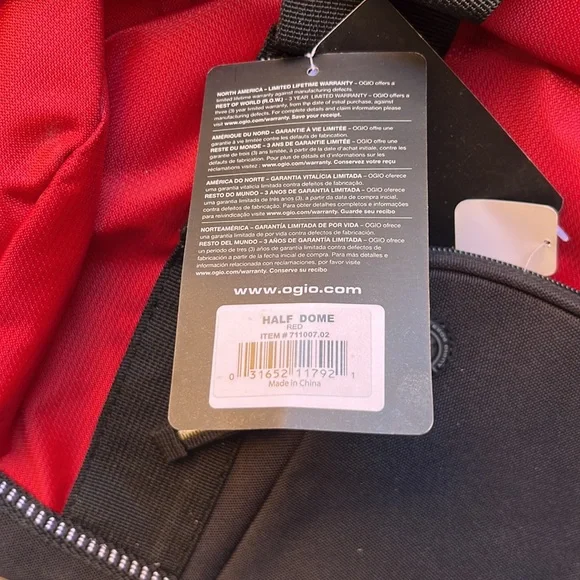 NORTH AMERICA – LIMITED LIFETIME WARRANTY – OGIO offers a
limited lifetime warranty against manufacturing defects.
REST OF WORLD (R.O.W.) – 3 YEAR LIMITED WARRANTY – OGIO offers a
three (3) year limited warranty, from the date of initial purchase, against
manufacturing defects. For complete details and claim information please
visit www.ogio.com/warranty. Save your receipt.
AMERIQUE DU NORD – GARANTIE À VIE LIMITÉE – OGIO offre une
garantie à vie limitée contre les défauts de fabrication.
RESTE DU MONDE – 3 ANS DE GARANTIE LIMITÉE – OGIO offre une
garantie de trois (3) ans limitée, à partir de la date d'achat initiale, contre les
défauts de fabrication. Pour plus de détails et d'informations sur les
réclamations visitez : www.ogio.com/warranty. Conservez votre reçu
AMÉRICA DO NORTE – GARANTIA VITALÍCIA LIMITADA – OGIO oferece
uma garantia vitalícia limitada contra defeitos de fabricação.
RESTO DO MUNDO – 3 AÑOS DE GARANTIA LIMITADA – OGIO oferece
uma garantia limitada de três anos (3), a partir da data da compra inicial,
contra defeitos de fabricação. Para obter detalhes completos e informações
para reivindicação visite www.ogio.com/warranty. Guarde seu recibo
NORTEAMÉRICA – GARANTÍA LIMITADA DE POR VIDA – OGIO ofrece
una garantía limitada de por vida contra defectos de fabricación.
RESTO DEL MUNDO – 3 AÑOS DE GARANTÍA LIMITADA – OGIO ofrece
un período de tres (3) años de garantía limitada contra defectos de
fabricación a partir de la fecha inicial de compra. Para más detalles e
información relacionados con reclamaciones, por favor visite
www.ogio.com/warranty. Conserve su recibo
www.ogio.com
HALF DOME
RED
ITEM # 711007.02
0 31652 11792 1
Made in China